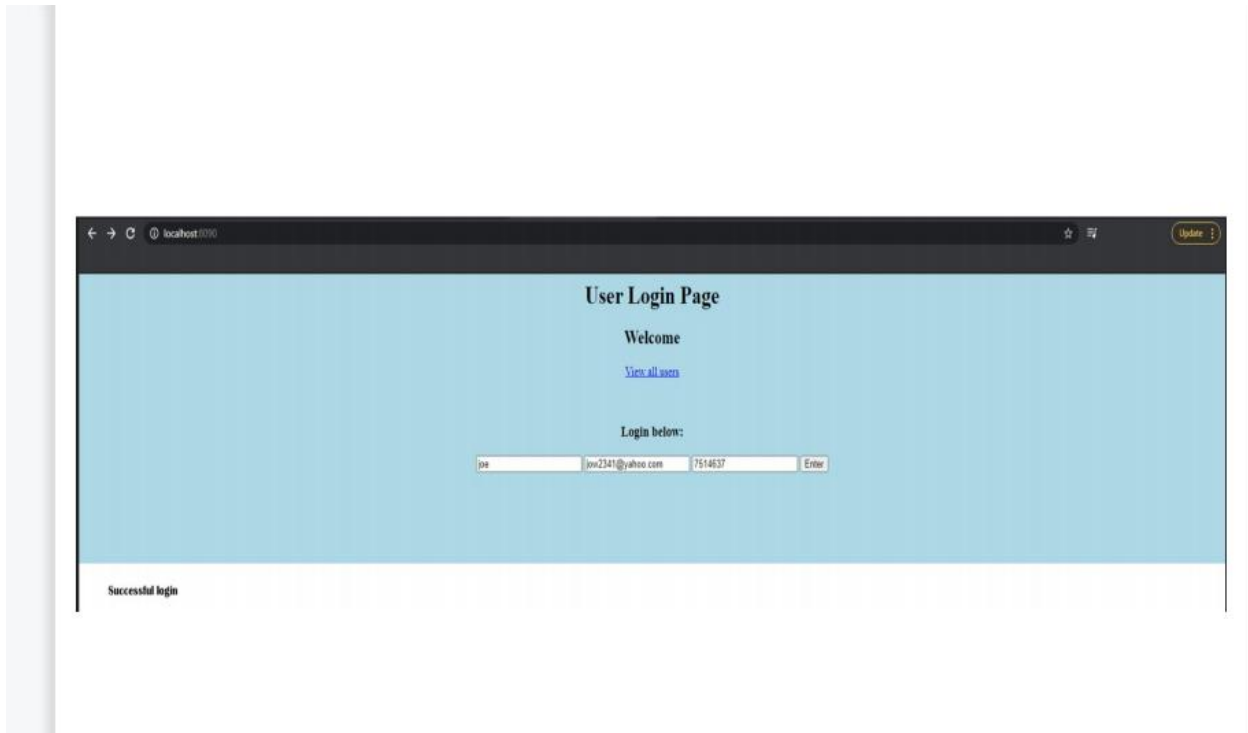 localhost:8090
Update
User Login Page
Welcome
View all users
Login below:
joe jow2341@yahoo.com 7514637 Enter
Successful login